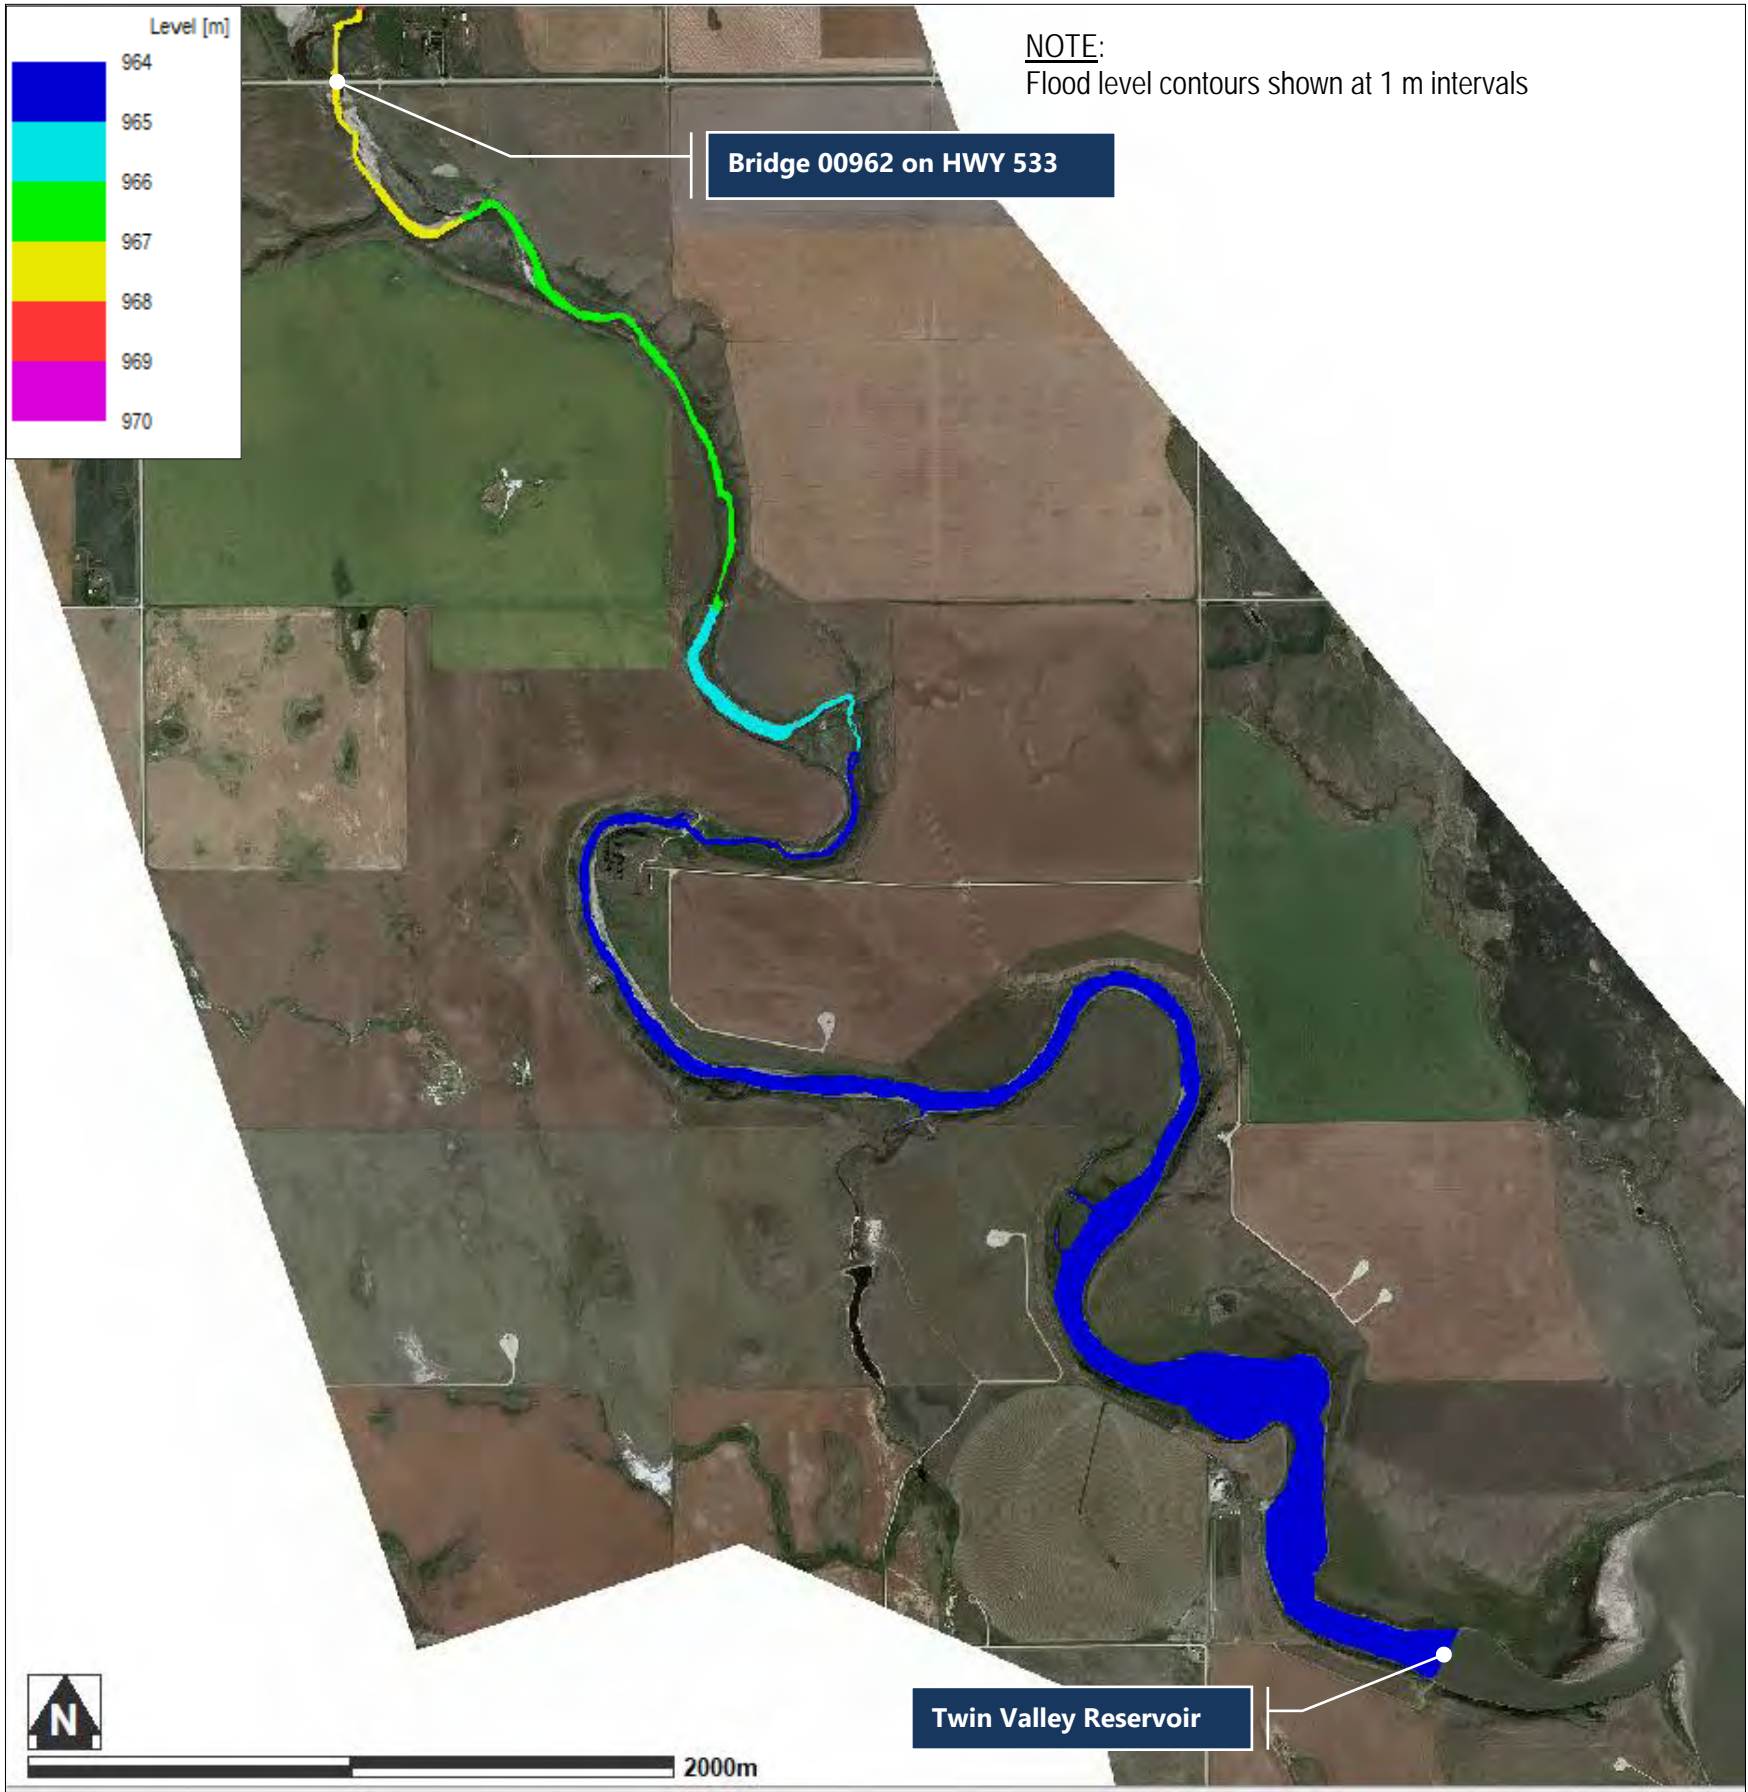 Level [m]
964
965
966
967
968
969
970
NOTE:
Flood level contours shown at 1 m intervals
Bridge 00962 on HWY 533
Twin Valley Reservoir
N
2000m